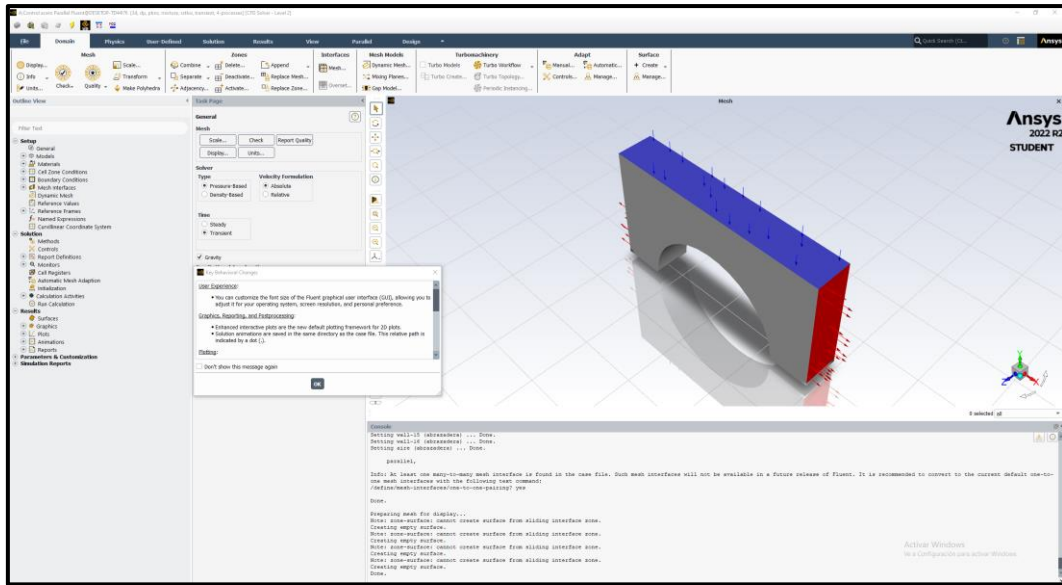 File Domain Physics User-Defined Solution Results View Parallel Design
Quick Search (Ct...
Ansys
Mesh Zones Interfaces Mesh Models Turbomachinery Adapt Surface
Display... Scale... Combine Delete... Append Mesh... Dynamic Mesh... Turbo Models Turbo Workflow Manual... Automatic... Create
Info Check Quality Transform Separate Deactivate... Replace Mesh... Mixing Planes... Turbo Create... Turbo Topology... Controls... Manage... Manage...
Units... Make Polyhedra Adjacency... Activate... Replace Zone... Overset... Gap Model... Periodic Instancing...
Outline View
Filter Text
Setup
General
Models
Materials
Cell Zone Conditions
Boundary Conditions
Mesh Interfaces
Dynamic Mesh
Reference Values
Reference Frames
Named Expressions
Curvilinear Coordinate System
Solution
Methods
Controls
Report Definitions
Monitors
Cell Registers
Automatic Mesh Adaption
Initialization
Calculation Activities
Run Calculation
Results
Surfaces
Graphics
Plots
Animations
Reports
Parameters & Customization
Simulation Reports
Task Page
General
Mesh
Scale... Check Report Quality
Display... Units...
Solver
Type Velocity Formulation
Pressure-Based Absolute
Density-Based Relative
Time
Steady
Transient
Gravity
Key Behavioral Changes
User Experience:
• You can customize the font size of the Fluent graphical user interface (GUI), allowing you to
adjust it for your operating system, screen resolution, and personal preference.
Graphics, Reporting, and Postprocessing:
• Enhanced interactive plots are the new default plotting framework for 2D plots.
• Solution animations are saved in the same directory as the case file. This relative path is
indicated by a dot (.).
Plotting:
Don't show this message again
OK
Mesh
Ansys
2022 R2
STUDENT
0 selected all
Console
Setting wall-15 (abrazadera) ... Done.
Setting wall-16 (abrazadera) ... Done.
Setting aire (abrazadera) ... Done.
parallel,
Info: At least one many-to-many mesh interface is found in the case file. Such mesh interfaces will not be available in a future release of Fluent. It is recommended to convert to the current default one-to-
one mesh interfaces with the following text command:
/define/mesh-interfaces/one-to-one-pairing? yes
Done.
Preparing mesh for display...
Note: zone-surface: cannot create surface from sliding interface zone.
Creating empty surface.
Note: zone-surface: cannot create surface from sliding interface zone.
Creating empty surface.
Note: zone-surface: cannot create surface from sliding interface zone.
Creating empty surface.
Note: zone-surface: cannot create surface from sliding interface zone.
Creating empty surface.
Done.
Activar Windows
Ve a Configuración para activar Windows.